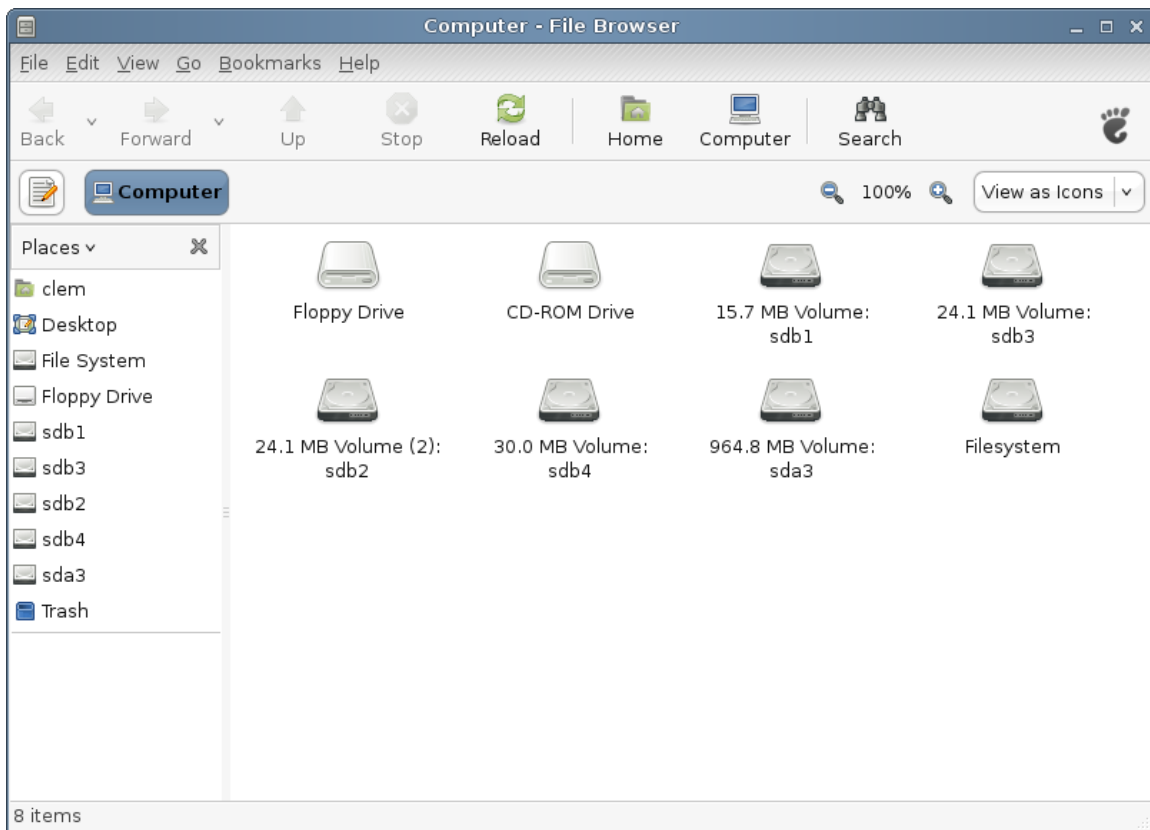 Computer - File Browser
File Edit View Go Bookmarks Help
Back Forward Up Stop Reload Home Computer Search
Computer 100% View as Icons
Places
clem
Desktop
File System
Floppy Drive
sdb1
sdb3
sdb2
sdb4
sda3
Trash
Floppy Drive CD-ROM Drive 15.7 MB Volume: 24.1 MB Volume:
sdb1 sdb3
24.1 MB Volume (2): 30.0 MB Volume: 964.8 MB Volume: Filesystem
sdb2 sdb4 sda3
8 items